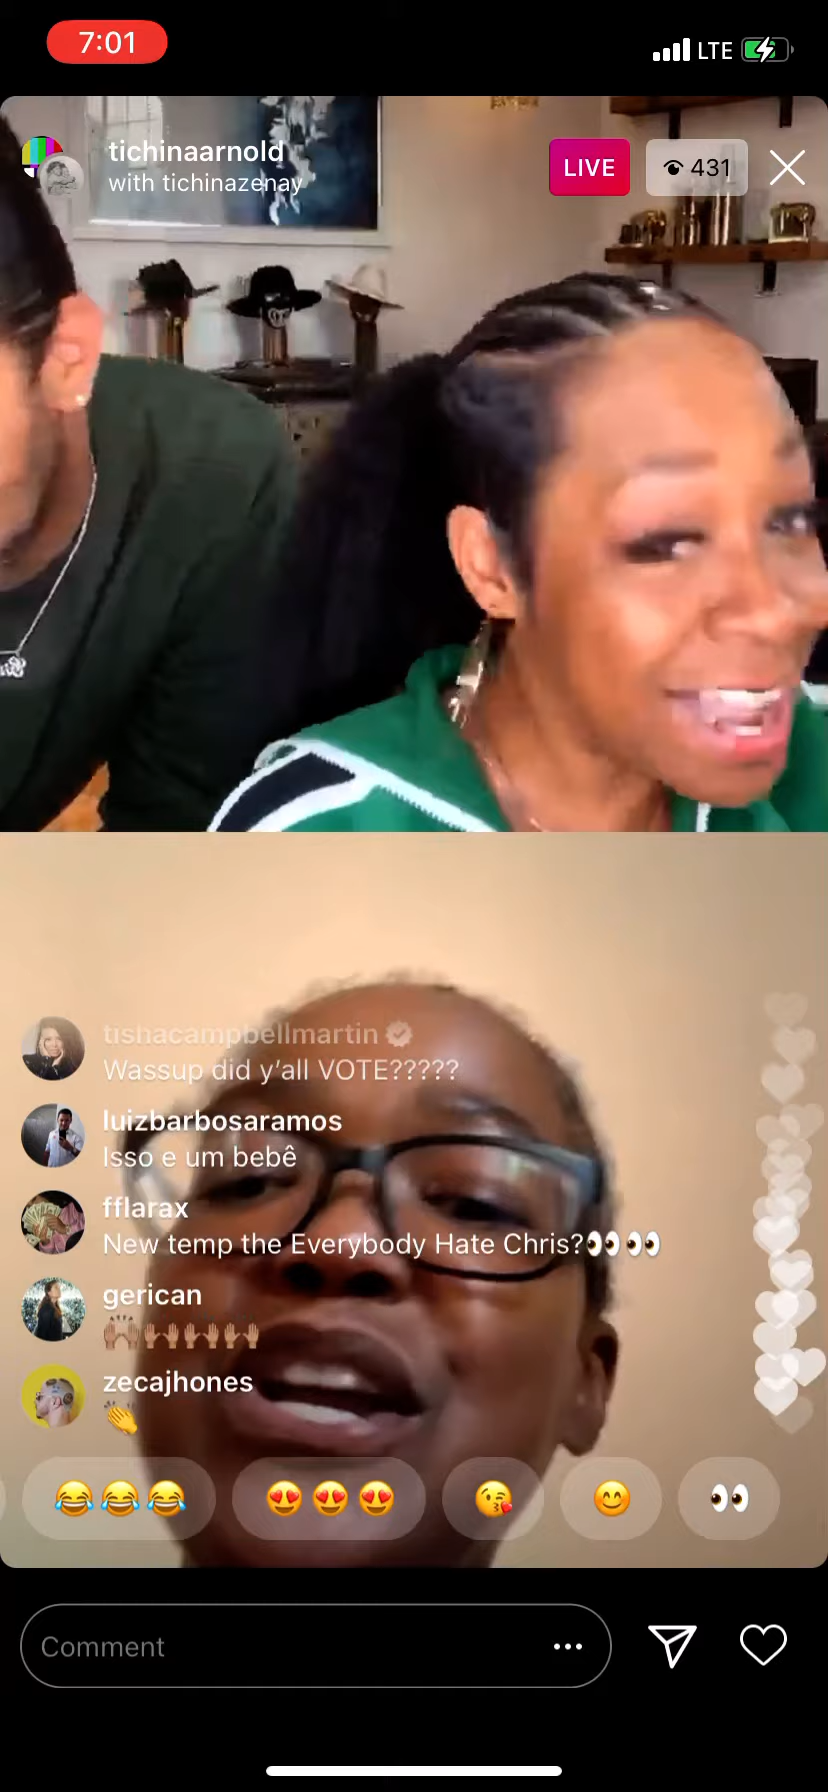 7:01
LTE
tichinaarnold
with tichinazenay
LIVE
431
tishacampbellmartin
Wassup did y'all VOTE?????
luizbarbosaramos
Isso e um bebê
fflarax
New temp the Everybody Hate Chris?👀👀
gerican
🙌🏽🙌🏽🙌🏽🙌🏽
zecajhones
👏
😂😂😂 😍😍😍 😘 😊 👀
Comment